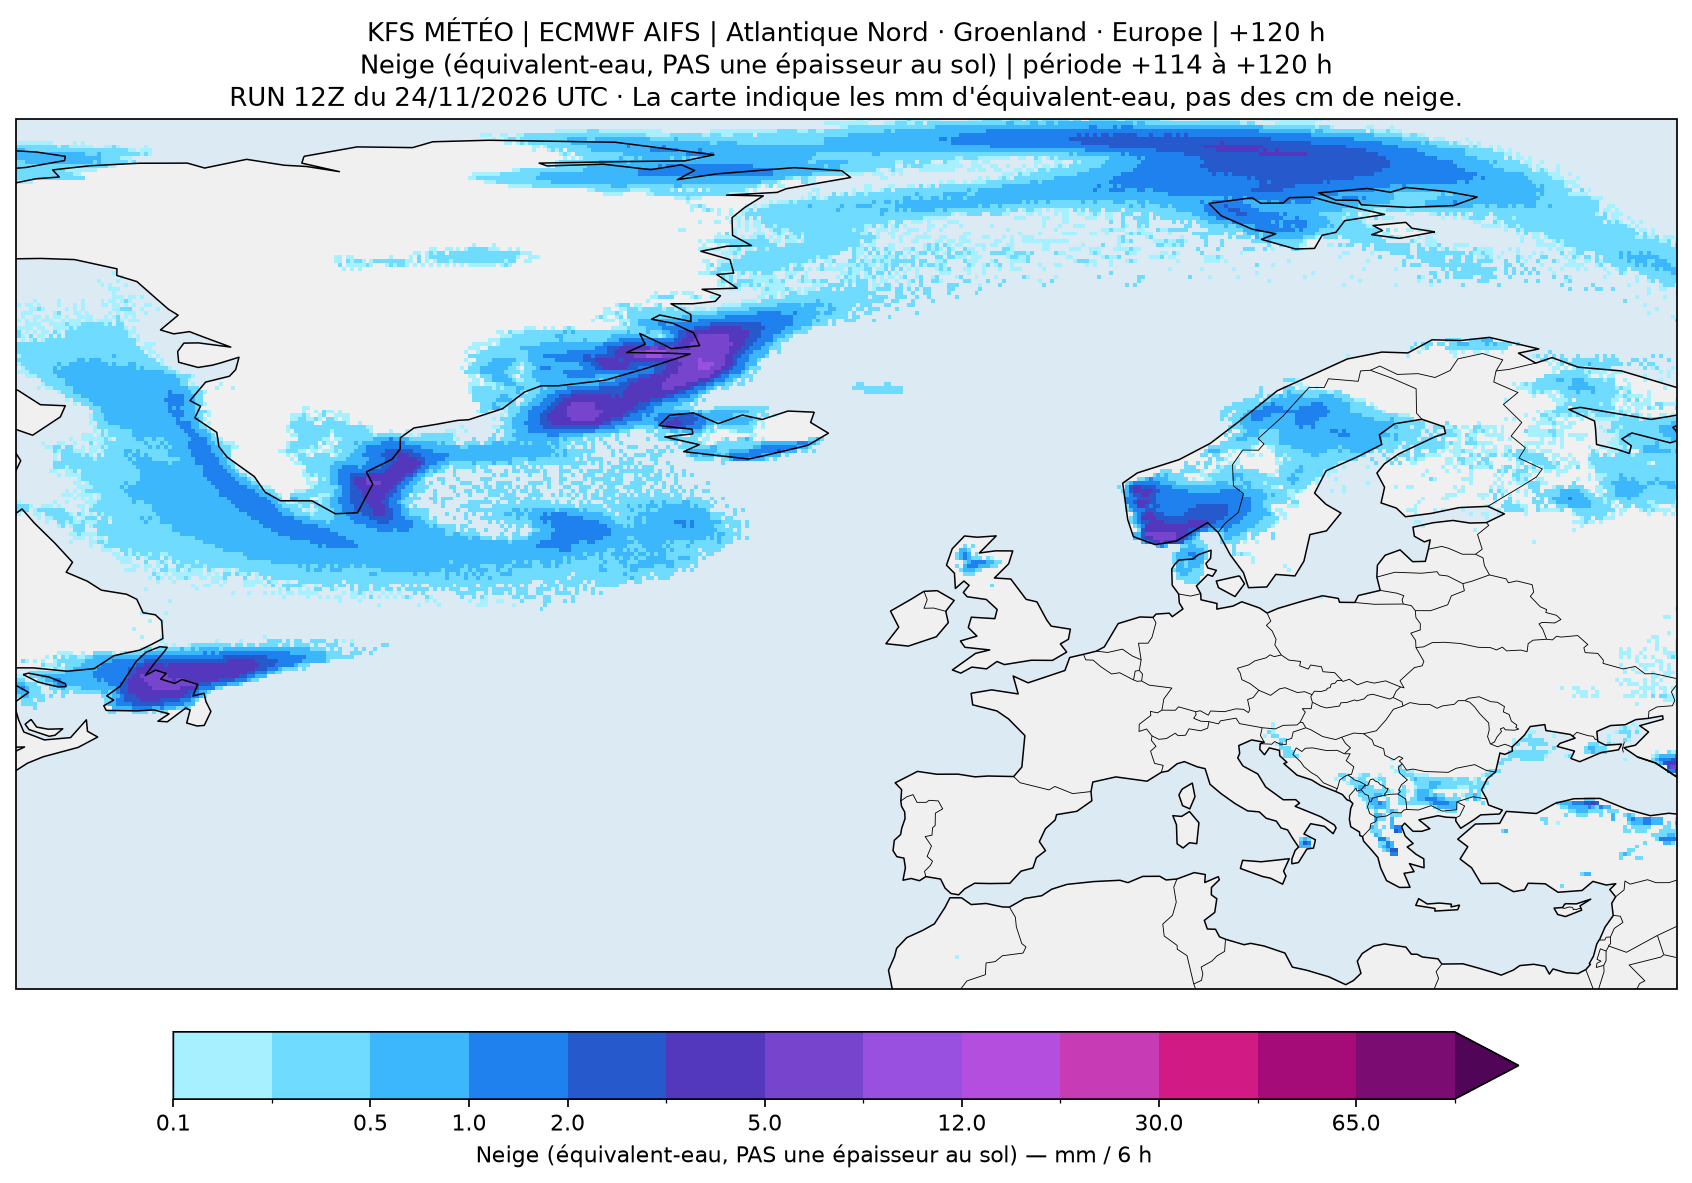 KFS MÉTÉO | ECMWF AIFS | Atlantique Nord · Groenland · Europe | +120 h
Neige (équivalent-eau, PAS une épaisseur au sol) | période +114 à +120 h
RUN 12Z du 24/11/2026 UTC · La carte indique les mm d'équivalent-eau, pas des cm de neige.
0.1 0.5 1.0 2.0 5.0 12.0 30.0 65.0
Neige (équivalent-eau, PAS une épaisseur au sol) — mm / 6 h